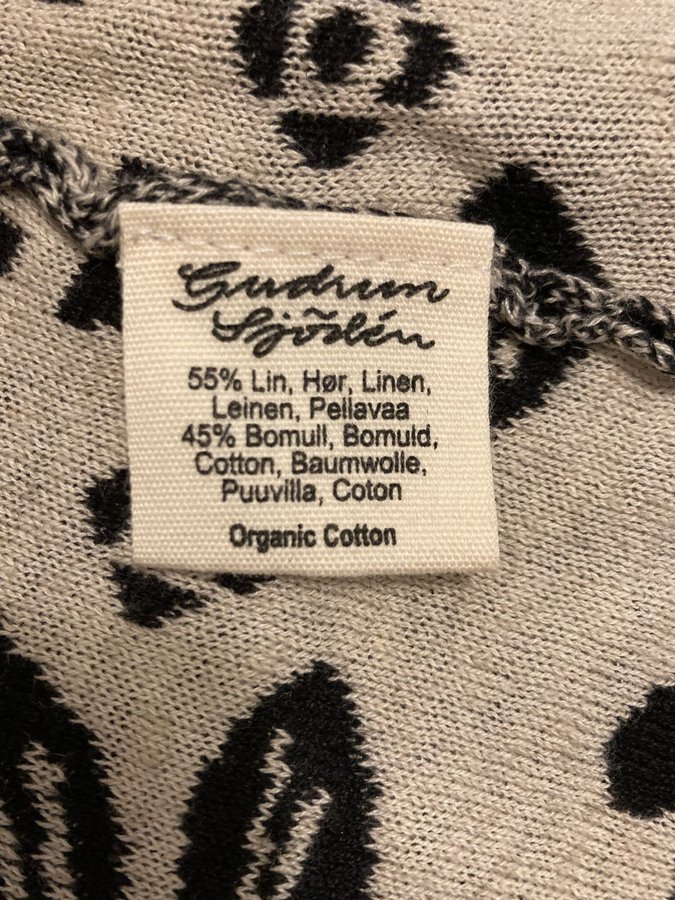 Gudrun
Sjödén
55% Lin, Hør, Linen,
Leinen, Pellavaa
45% Bomull, Bomuld,
Cotton, Baumwolle,
Puuvilla, Coton
Organic Cotton